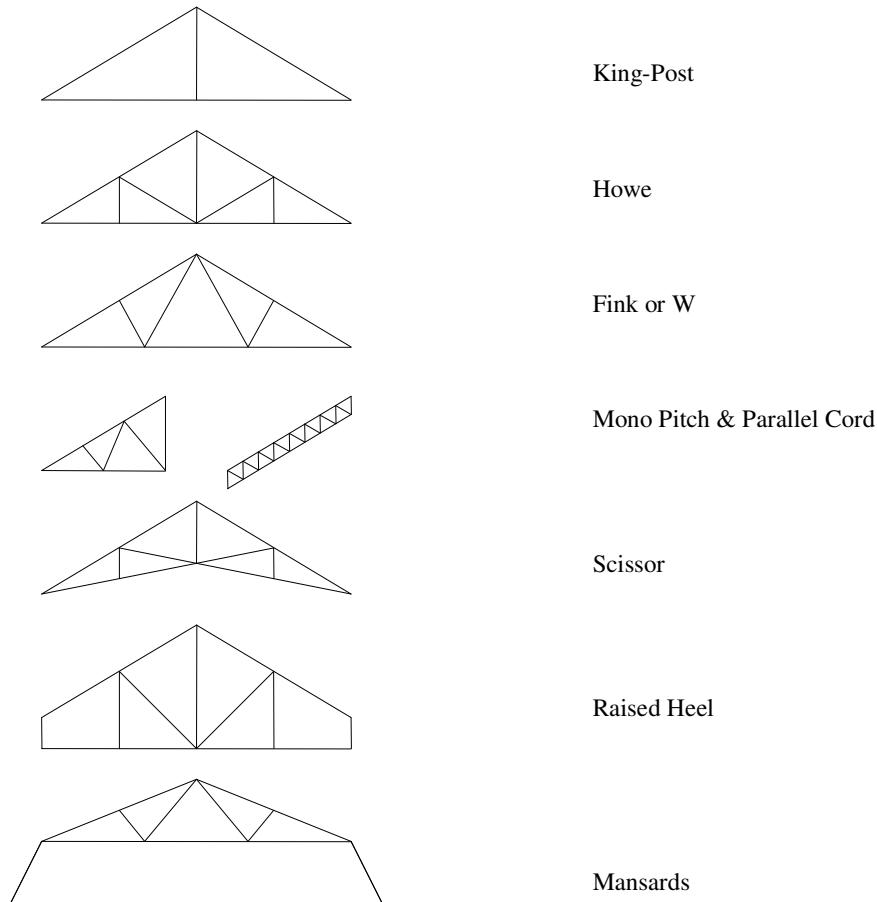 King-Post
Howe
Fink or W
Mono Pitch & Parallel Cord
Scissor
Raised Heel
Mansards